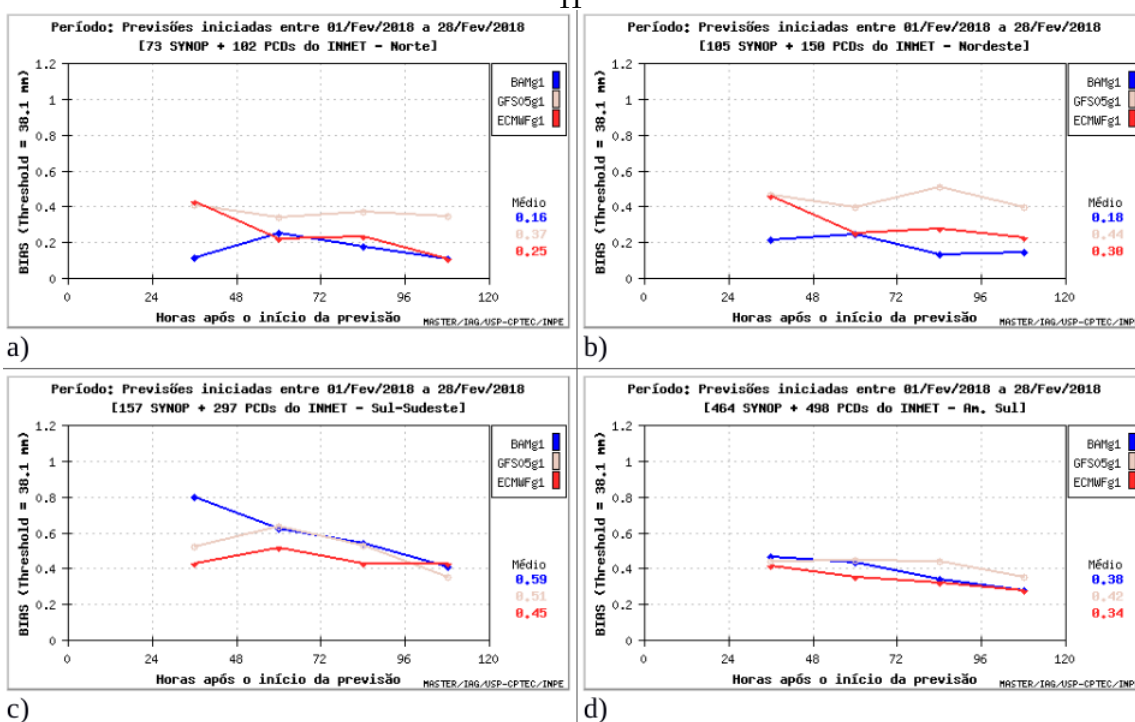 11
Período: Previsões iniciadas entre 01/Fev/2018 a 28/Fev/2018
[73 SYNOP + 102 PCDs do INMET - Norte]
BIAS (Threshold = 38.1 mm)
1.2
1
0.8
0.6
0.4
0.2
0
0 24 48 72 96 120
Horas após o início da previsão
MASTER/IAG/USP-CPTEC/INPE
BAMg1
GFS05g1
ECMWFg1
Médio
0.16
0.37
0.25
a)
Período: Previsões iniciadas entre 01/Fev/2018 a 28/Fev/2018
[105 SYNOP + 150 PCDs do INMET - Nordeste]
BIAS (Threshold = 38.1 mm)
1.2
1
0.8
0.6
0.4
0.2
0
0 24 48 72 96 120
Horas após o início da previsão
MASTER/IAG/USP-CPTEC/INP
BAMg1
GFS05g1
ECMWFg1
Médio
0.18
0.44
0.30
b)
Período: Previsões iniciadas entre 01/Fev/2018 a 28/Fev/2018
[157 SYNOP + 297 PCDs do INMET - Sul-Sudeste]
BIAS (Threshold = 38.1 mm)
1.2
1
0.8
0.6
0.4
0.2
0
0 24 48 72 96 120
Horas após o início da previsão
MASTER/IAG/USP-CPTEC/INPE
BAMg1
GFS05g1
ECMWFg1
Médio
0.59
0.51
0.45
c)
Período: Previsões iniciadas entre 01/Fev/2018 a 28/Fev/2018
[464 SYNOP + 498 PCDs do INMET - Am. Sul]
BIAS (Threshold = 38.1 mm)
1.2
1
0.8
0.6
0.4
0.2
0
0 24 48 72 96 120
Horas após o início da previsão
MASTER/IAG/USP-CPTEC/INP
BAMg1
GFS05g1
ECMWFg1
Médio
0.38
0.42
0.34
d)